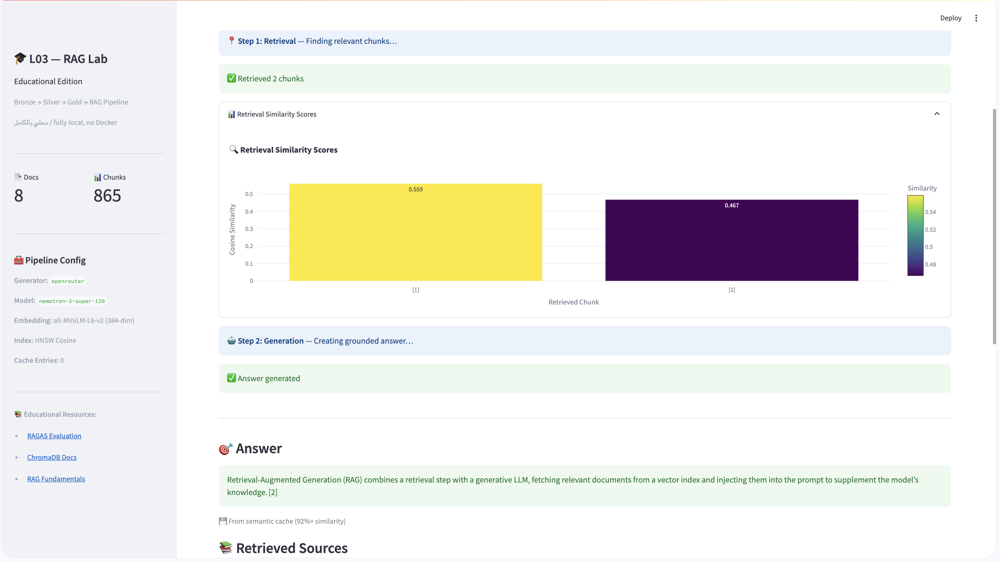 🎓 L03 — RAG Lab
Educational Edition
Bronze → Silver → Gold → RAG Pipeline
محلي بالكامل / fully local, no Docker
📄 Docs
8
📊 Chunks
865
🧰 Pipeline Config
Generator: openrouter
Model: nemotron-3-super-120
Embedding: all-MiniLM-L6-v2 (384-dim)
Index: HNSW Cosine
Cache Entries: 0
📚 Educational Resources:
• RAGAS Evaluation
• ChromaDB Docs
• RAG Fundamentals
Deploy
📍 Step 1: Retrieval — Finding relevant chunks…
✅ Retrieved 2 chunks
📊 Retrieval Similarity Scores
🔍 Retrieval Similarity Scores
Cosine Similarity
0.5
0.4
0.3
0.2
0.1
0
0.559
0.467
[1]
[2]
Retrieved Chunk
Similarity
0.54
0.52
0.5
0.48
🤖 Step 2: Generation — Creating grounded answer…
✅ Answer generated
🎯 Answer
Retrieval-Augmented Generation (RAG) combines a retrieval step with a generative LLM, fetching relevant documents from a vector index and injecting them into the prompt to supplement the model’s
knowledge. [2]
💾 From semantic cache (92%+ similarity)
📚 Retrieved Sources